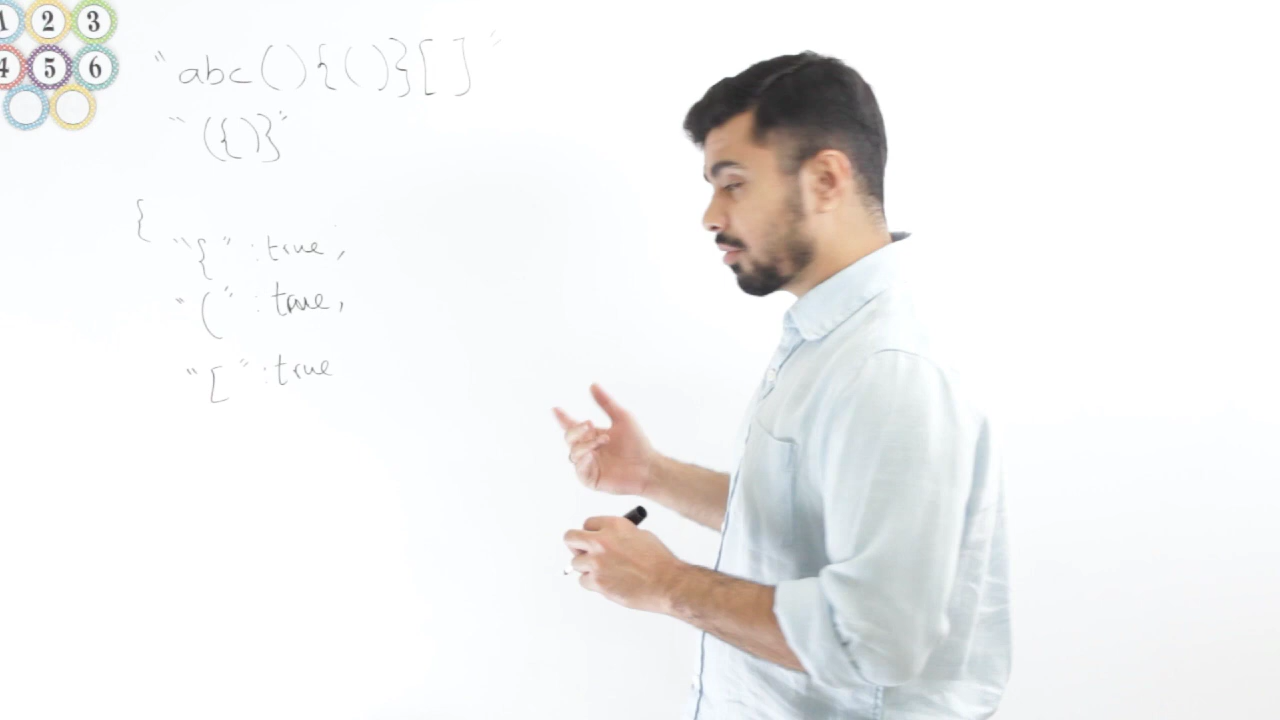 1 2 3
4 5 6
"abc(){()}[]"
"({)}"
{
"{" : true,
"(" : true,
"[" : true